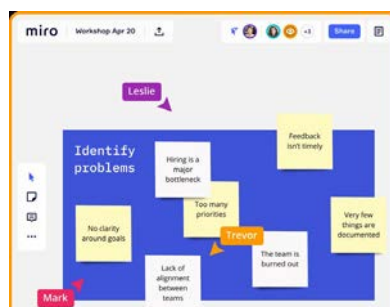 miro Workshop Apr 20 +3 Share
Leslie
Identify
problems
Feedback
isn't timely
Hiring is a
major
bottleneck
Too many
priorities
No clarity
around goals
Very few
things are
documented
Trevor
The team is
burned out
Lack of
alignment
between
teams
Mark